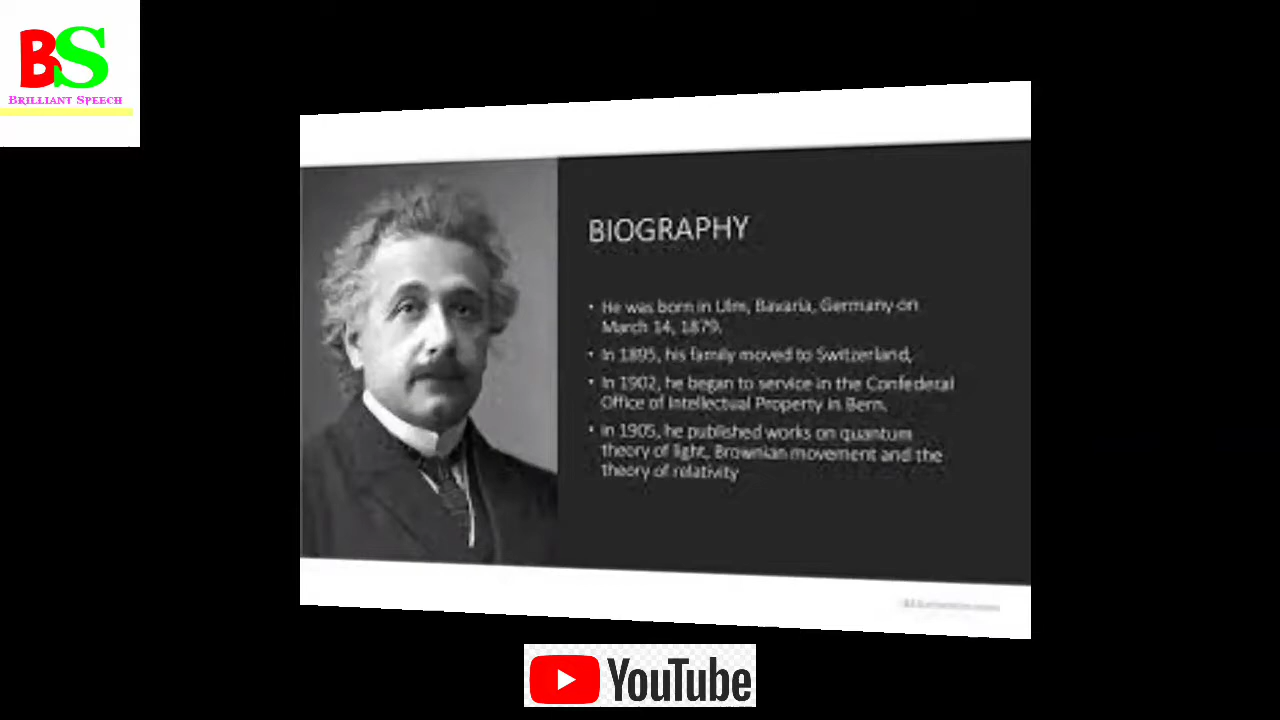 BS
BRILLIANT SPEECH
BIOGRAPHY
• He was born in Ulm, Bavaria, Germany on
March 14, 1879.
• In 1895, his family moved to Switzerland,
• In 1902, he began to service in the Confederal
Office of Intellectual Property in Bern.
• In 1905, he published works on quantum
theory of light, Brownian movement and the
theory of relativity
YouTube